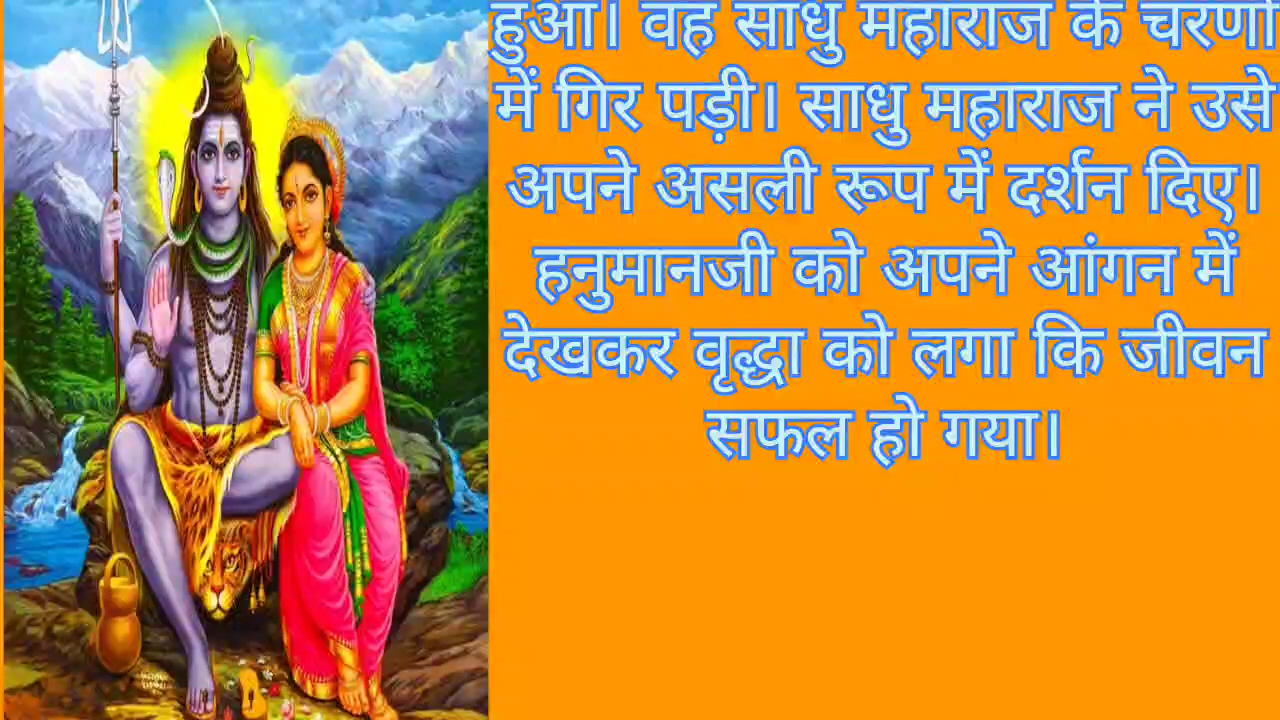 हुआ। वह साधु महाराज के चरणों
में गिर पड़ी। साधु महाराज ने उसे
अपने असली रूप में दर्शन दिए।
हनुमानजी को अपने आंगन में
देखकर वृद्धा को लगा कि जीवन
सफल हो गया।